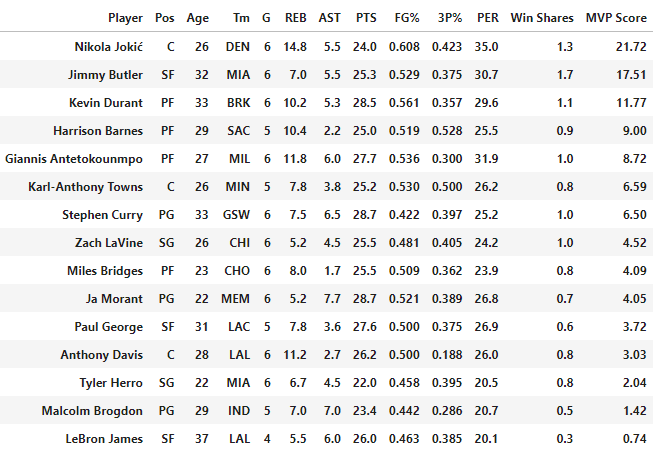 Player Pos Age Tm G REB AST PTS FG% 3P% PER Win Shares MVP Score
Nikola Jokić C 26 DEN 6 14.8 5.5 24.0 0.608 0.423 35.0 1.3 21.72
Jimmy Butler SF 32 MIA 6 7.0 5.5 25.3 0.529 0.375 30.7 1.7 17.51
Kevin Durant PF 33 BRK 6 10.2 5.3 28.5 0.561 0.357 29.6 1.1 11.77
Harrison Barnes PF 29 SAC 5 10.4 2.2 25.0 0.519 0.528 25.5 0.9 9.00
Giannis Antetokounmpo PF 27 MIL 6 11.8 6.0 27.7 0.536 0.300 31.9 1.0 8.72
Karl-Anthony Towns C 26 MIN 5 7.8 3.8 25.2 0.530 0.500 26.2 0.8 6.59
Stephen Curry PG 33 GSW 6 7.5 6.5 28.7 0.422 0.397 25.2 1.0 6.50
Zach LaVine SG 26 CHI 6 5.2 4.5 25.5 0.481 0.405 24.2 1.0 4.52
Miles Bridges PF 23 CHO 6 8.0 1.7 25.5 0.509 0.362 23.9 0.8 4.09
Ja Morant PG 22 MEM 6 5.2 7.7 28.7 0.521 0.389 26.8 0.7 4.05
Paul George SF 31 LAC 5 7.8 3.6 27.6 0.500 0.375 26.9 0.6 3.72
Anthony Davis C 28 LAL 6 11.2 2.7 26.2 0.500 0.188 26.0 0.8 3.03
Tyler Herro SG 22 MIA 6 6.7 4.5 22.0 0.458 0.395 20.5 0.8 2.04
Malcolm Brogdon PG 29 IND 5 7.0 7.0 23.4 0.442 0.286 20.7 0.5 1.42
LeBron James SF 37 LAL 4 5.5 6.0 26.0 0.463 0.385 20.1 0.3 0.74